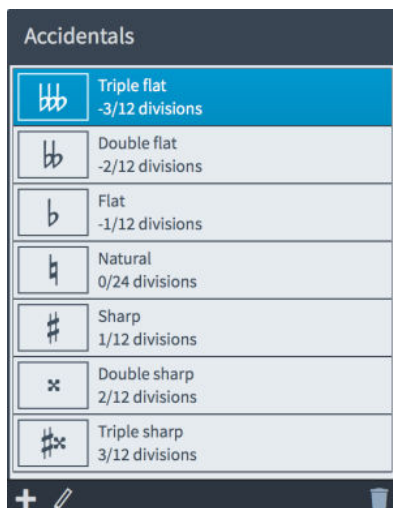 Accidentals
Triple flat
-3/12 divisions
Double flat
-2/12 divisions
Flat
-1/12 divisions
Natural
0/24 divisions
Sharp
1/12 divisions
Double sharp
2/12 divisions
Triple sharp
3/12 divisions